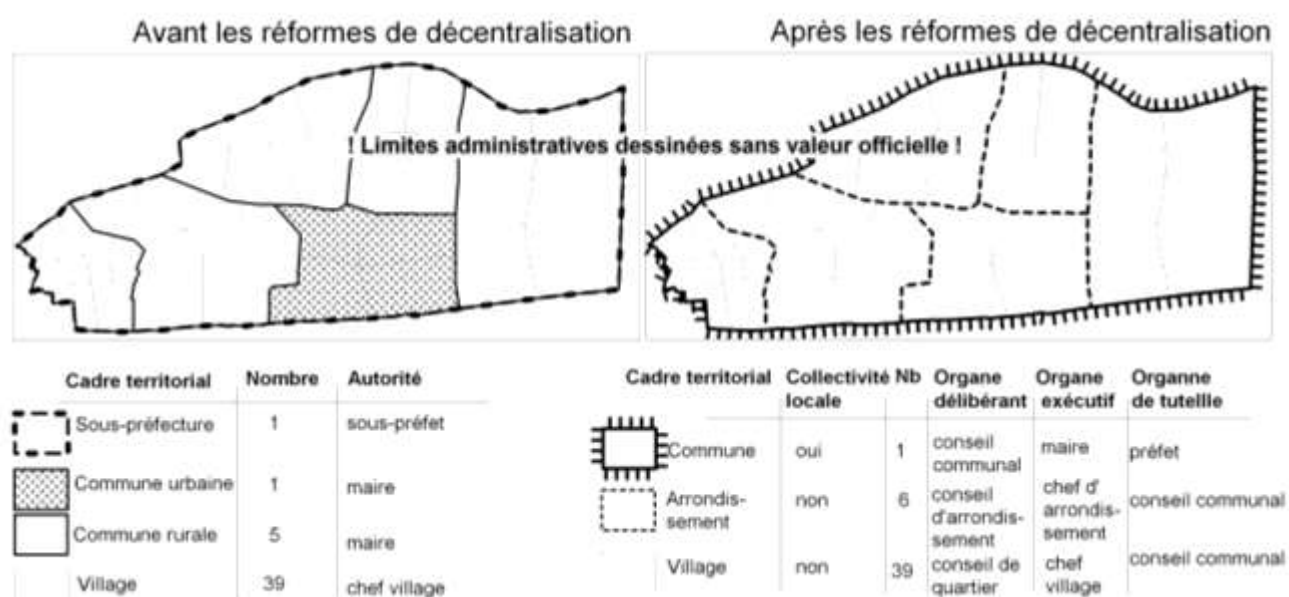 Avant les réformes de décentralisation
Après les réformes de décentralisation
! Limites administratives dessinées sans valeur officielle !
Cadre territorial Nombre Autorité
Sous-préfecture 1 sous-préfet
Commune urbaine 1 maire
Commune rurale 5 maire
Village 39 chef village
Cadre territorial Collectivité Nb Organe Organe Organne
locale délibérant exécutif de tutellle
Commune oui 1 conseil maire préfet
communal
Arrondis- non 6 conseil chef d' conseil communal
sement d'arrondis- arrondis-
sement sement
Village non 39 conseil de chef conseil communal
quartier village